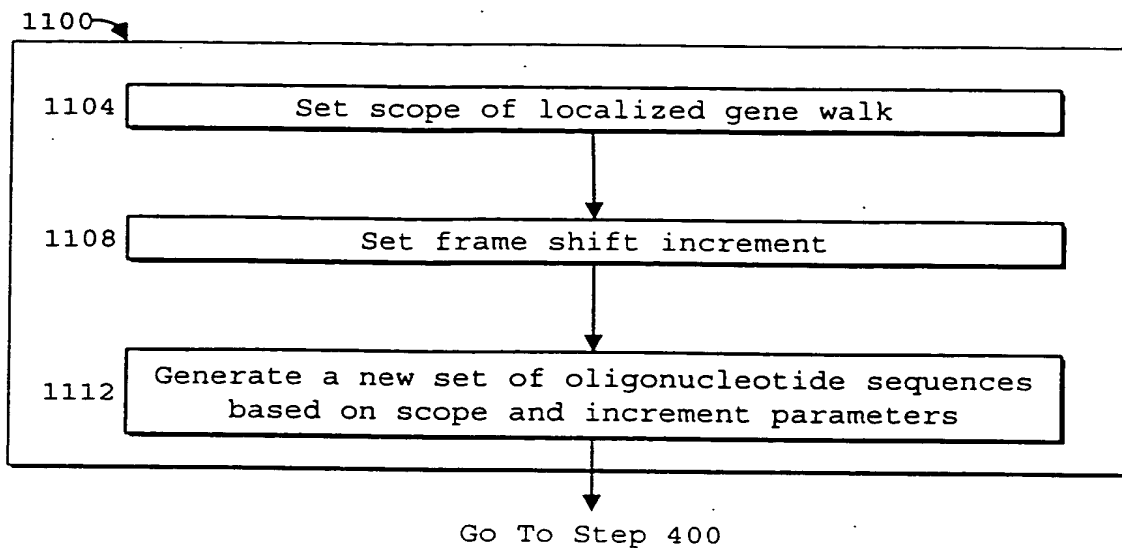 1100
1104 Set scope of localized gene walk
1108 Set frame shift increment
1112 Generate a new set of oligonucleotide sequences
based on scope and increment parameters
Go To Step 400